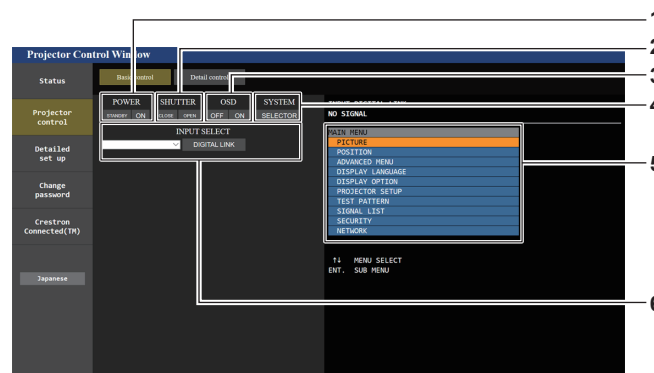 1
Projector Control Window
2
Status
Basic control
Detail control
3
POWER
SHUTTER
OSD
SYSTEM
4
STANDBY
ON
CLOSE
OPEN
OFF
ON
SELECTOR
NO SIGNAL
Projector
control
INPUT SELECT
DIGITAL LINK
MAIN MENU
PICTURE
POSITION
ADVANCED MENU
DISPLAY LANGUAGE
DISPLAY OPTION
PROJECTOR SETUP
TEST PATTERN
SIGNAL LIST
SECURITY
NETWORK
5
Detailed
set up
Change
password
Crestron
Connected(TM)
↑↓ MENU SELECT
ENT. SUB MENU
Japanese
6